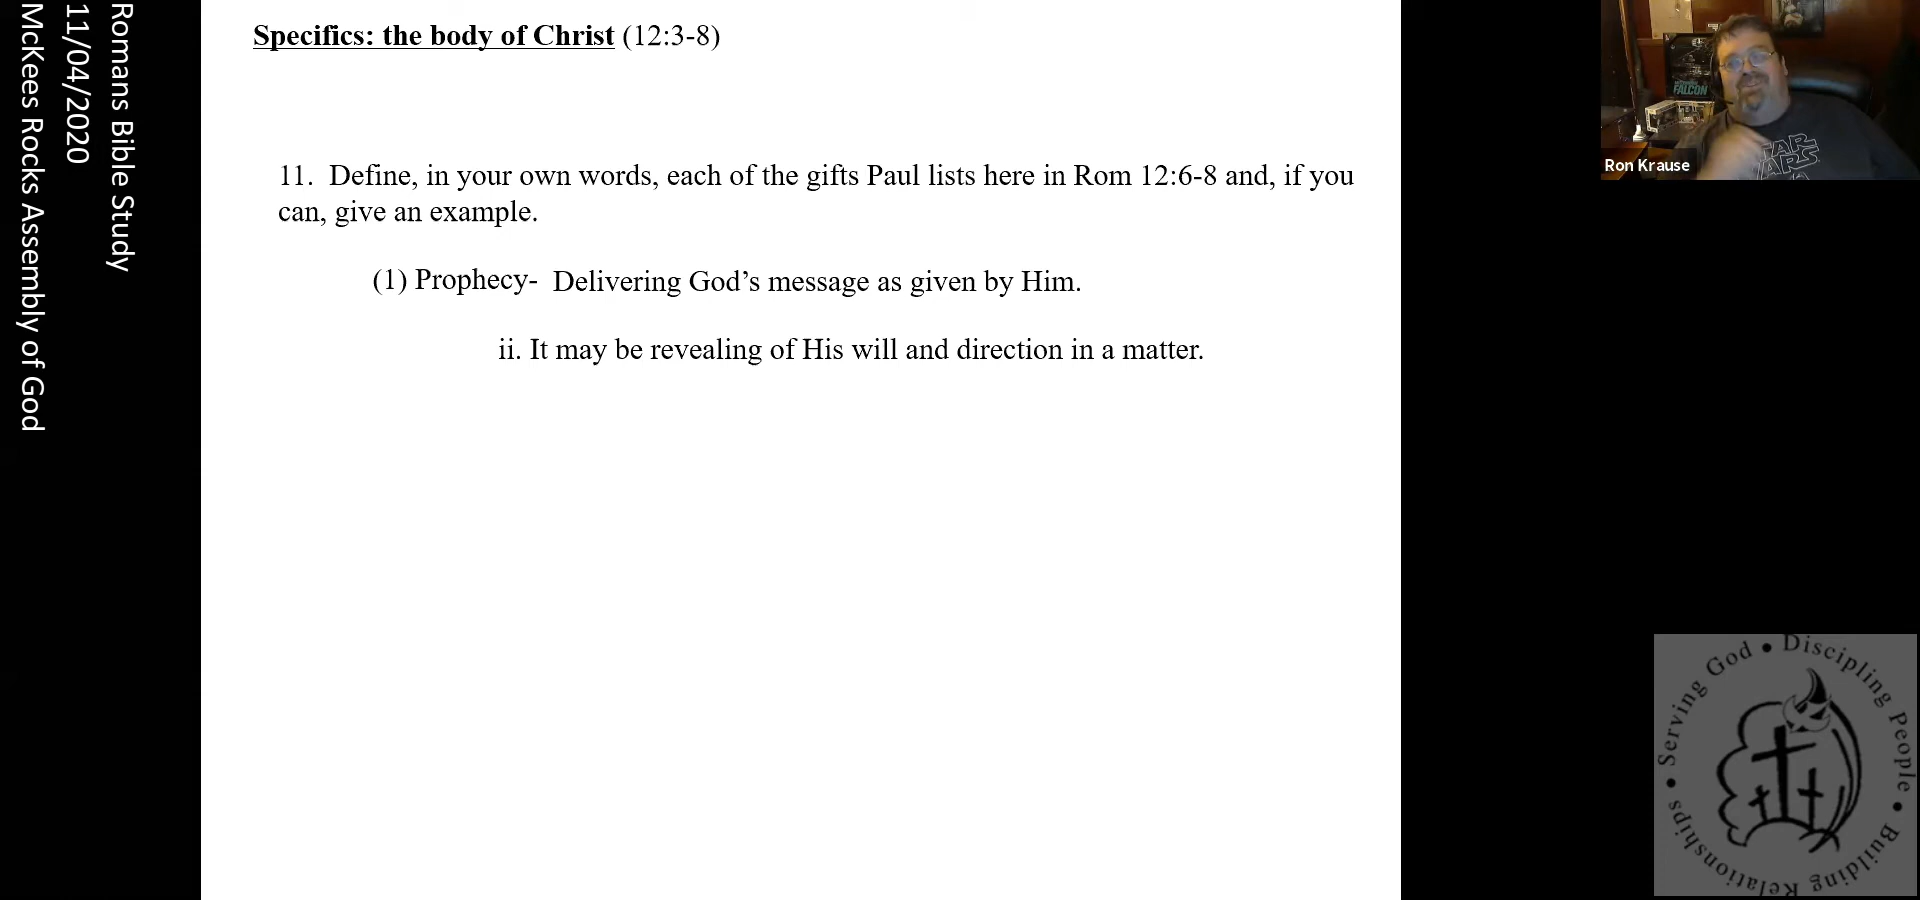 Romans Bible Study
11/04/2020
McKees Rocks Assembly of God
Specifics: the body of Christ (12:3-8)
11. Define, in your own words, each of the gifts Paul lists here in Rom 12:6-8 and, if you
can, give an example.
(1) Prophecy- Delivering God’s message as given by Him.
ii. It may be revealing of His will and direction in a matter.
FALCON
STAR
WARS
Ron Krause
Serving God • Discipling People • Building Relationships •